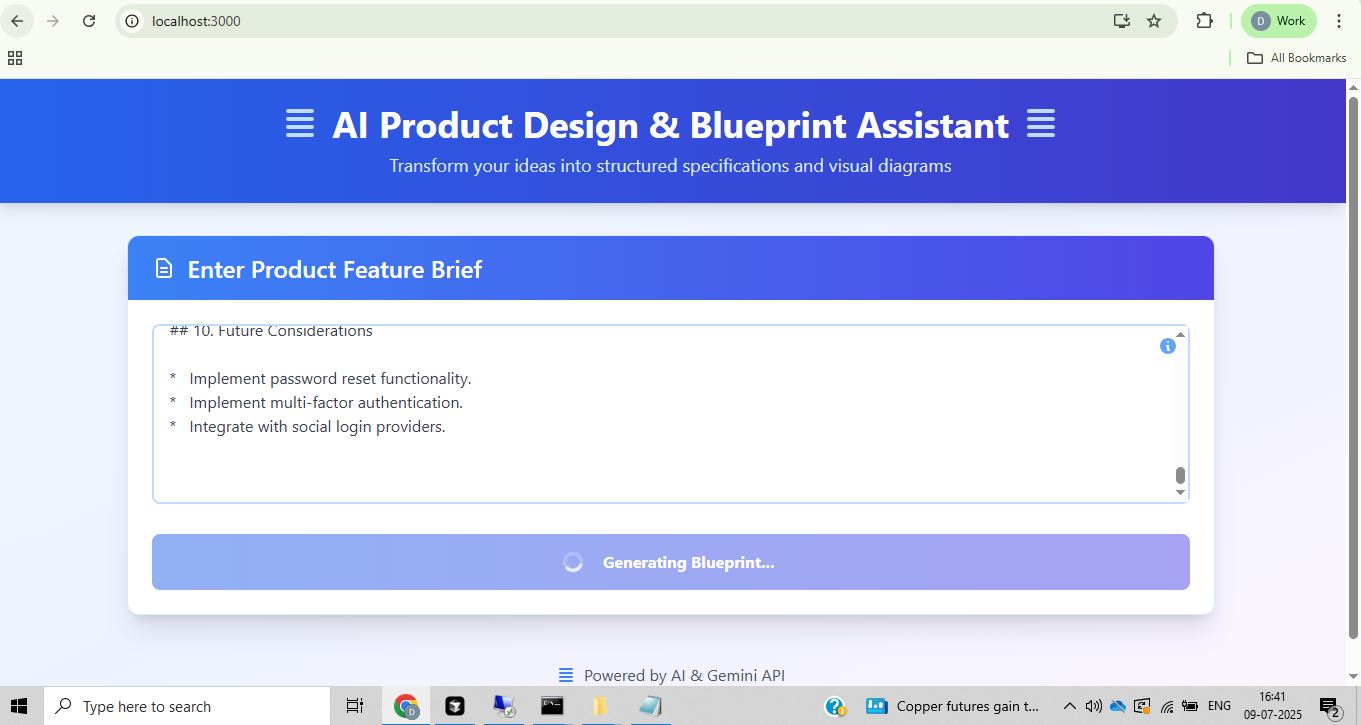 localhost:3000
D Work
All Bookmarks
AI Product Design & Blueprint Assistant
Transform your ideas into structured specifications and visual diagrams
Enter Product Feature Brief
## 10. Future Considerations
* Implement password reset functionality.
* Implement multi-factor authentication.
* Integrate with social login providers.
Generating Blueprint...
Powered by AI & Gemini API
Type here to search
D
Copper futures gain t...
ENG
16:41
09-07-2025
2